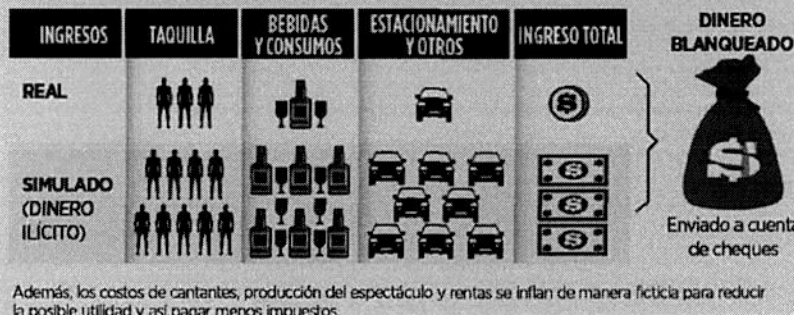 INGRESOS
TAQUILLA
BEBIDAS
Y CONSUMOS
ESTACIONAMIENTO
Y OTROS
INGRESO TOTAL
DINERO
BLANQUEADO
REAL
$
SIMULADO
(DINERO
ILÍCITO)
$
$
$
$
Enviado a cuenta
de cheques
Además, los costos de cantantes, producción del espectáculo y rentas se inflan de manera ficticia para reducir
la posible utilidad y así pagar menos impuestos.